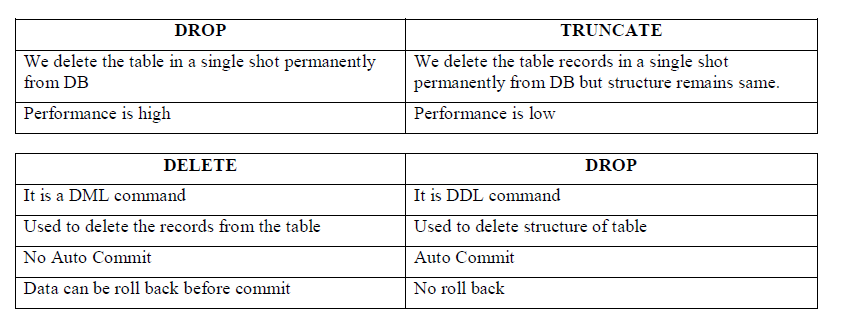 DROP TRUNCATE
We delete the table in a single shot permanently
from DB
We delete the table records in a single shot
permanently from DB but structure remains same.
Performance is high Performance is low
DELETE DROP
It is a DML command It is DDL command
Used to delete the records from the table Used to delete structure of table
No Auto Commit Auto Commit
Data can be roll back before commit No roll back